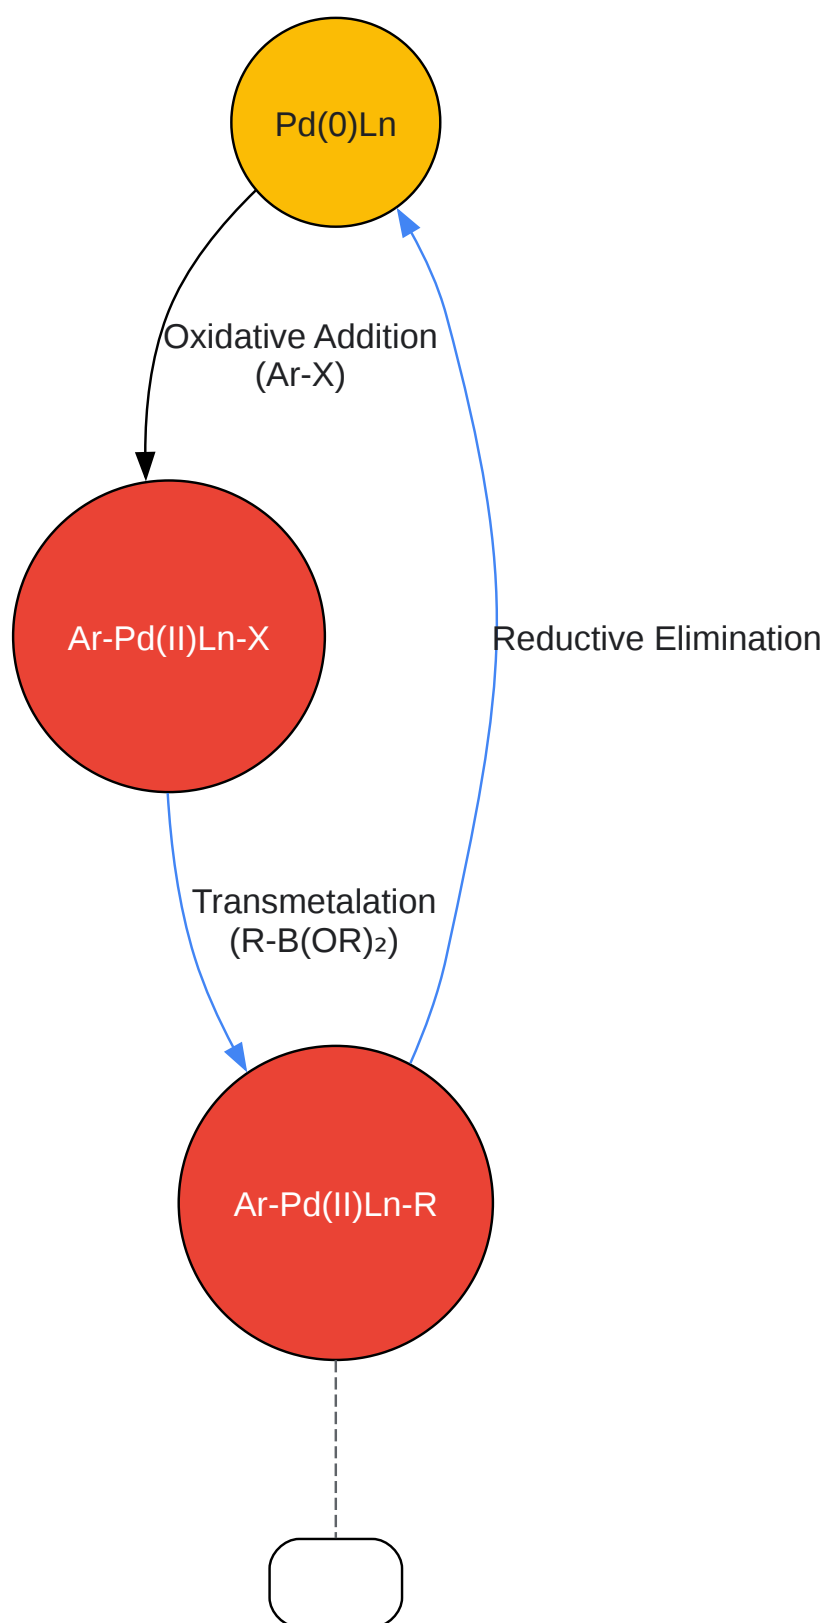 Pd(0)Ln
Oxidative Addition
(Ar-X)
Ar-Pd(II)Ln-X
Reductive Elimination
Transmetalation
(R-B(OR)₂)
Ar-Pd(II)Ln-R